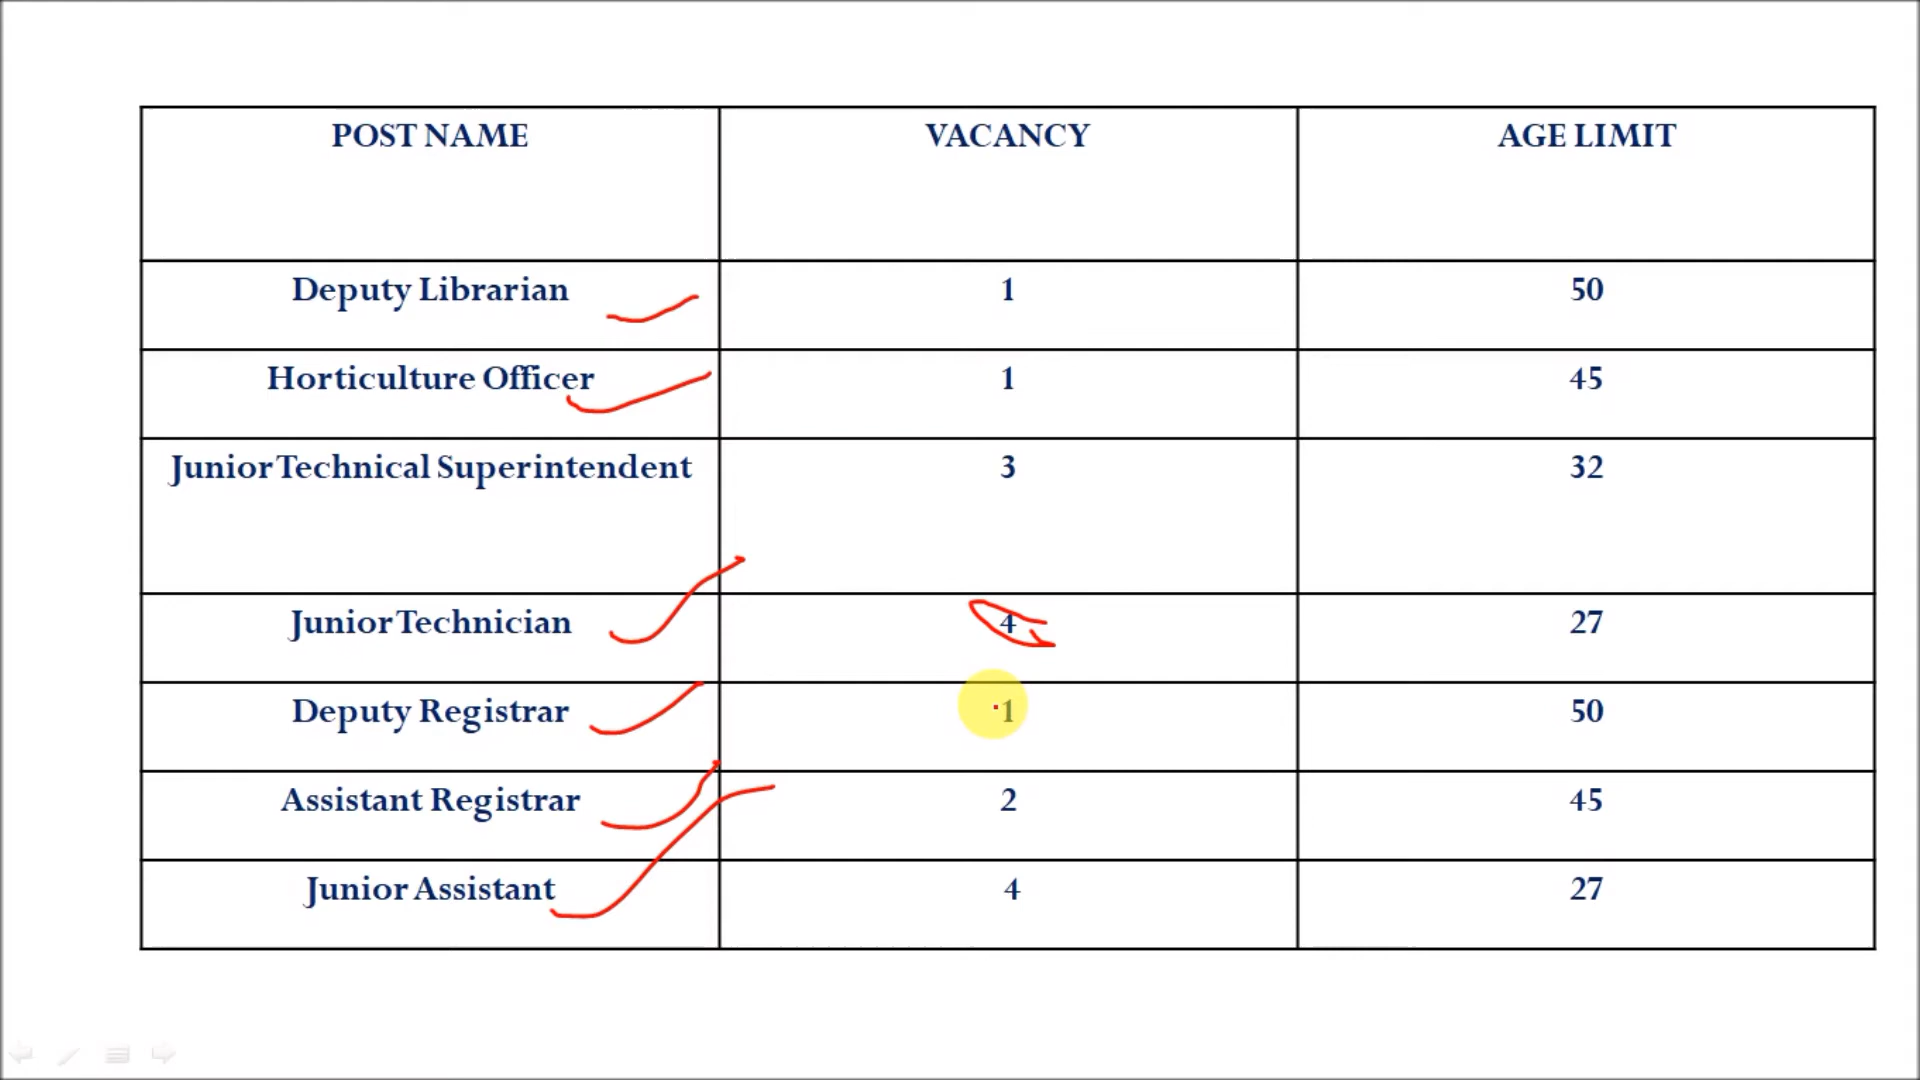 POST NAME VACANCY AGE LIMIT
Deputy Librarian 1 50
Horticulture Officer 1 45
Junior Technical Superintendent 3 32
Junior Technician 4 27
Deputy Registrar 1 50
Assistant Registrar 2 45
Junior Assistant 4 27